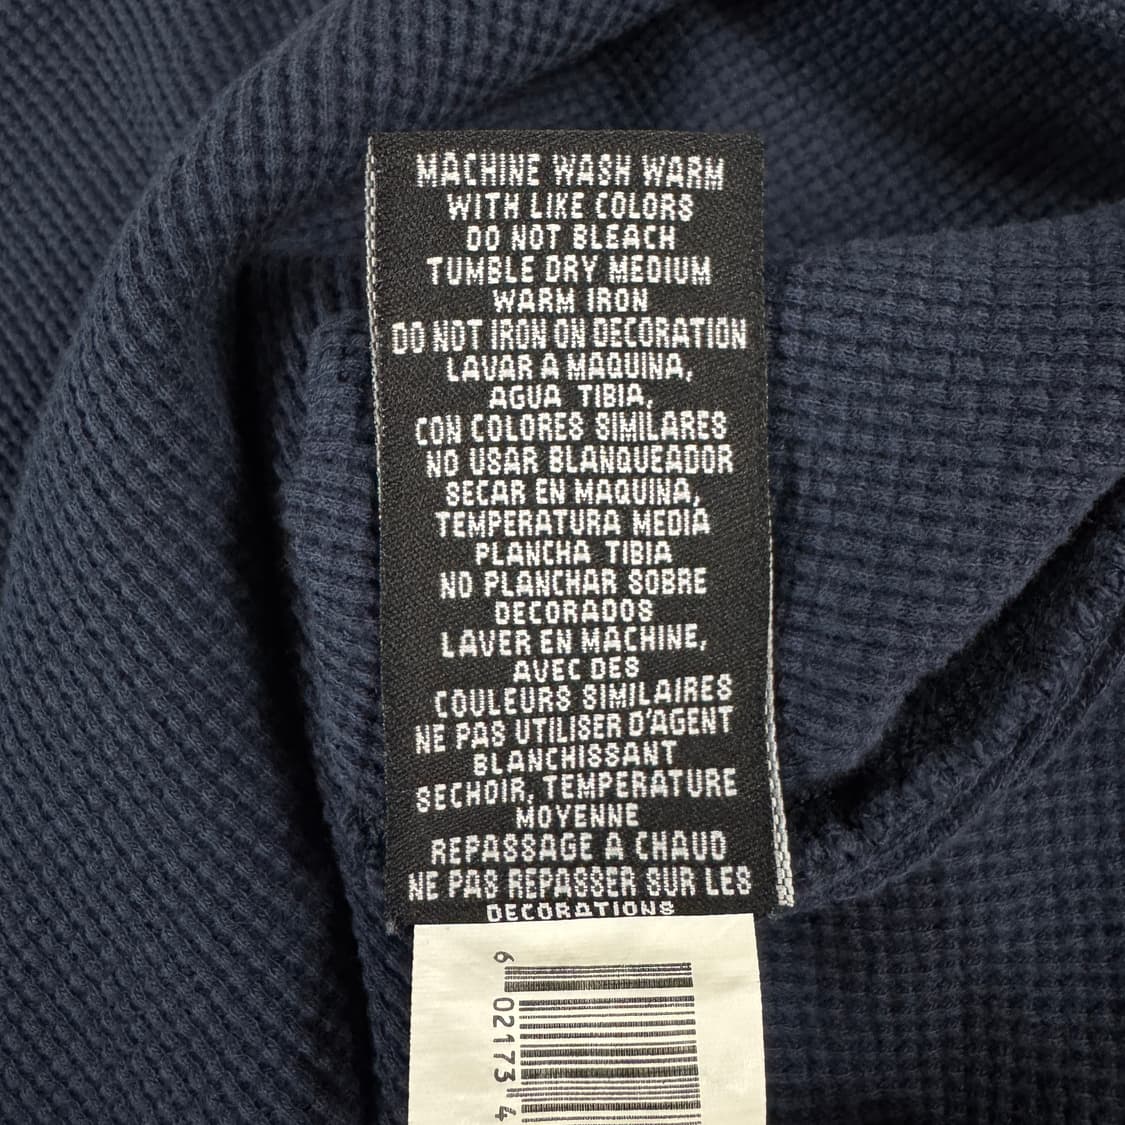 MACHINE WASH WARM
WITH LIKE COLORS
DO NOT BLEACH
TUMBLE DRY MEDIUM
WARM IRON
DO NOT IRON ON DECORATION
LAVAR A MAQUINA,
AGUA TIBIA,
CON COLORES SIMILARES
NO USAR BLANQUEADOR
SECAR EN MAQUINA,
TEMPERATURA MEDIA
PLANCHA TIBIA
NO PLANCHAR SOBRE
DECORADOS
LAVER EN MACHINE,
AVEC DES
COULEURS SIMILAIRES
NE PAS UTILISER D'AGENT
BLANCHISSANT
SECHOIR, TEMPERATURE
MOYENNE
REPASSAGE A CHAUD
NE PAS REPASSER SUR LES
DECORATIONS
6 02173 4